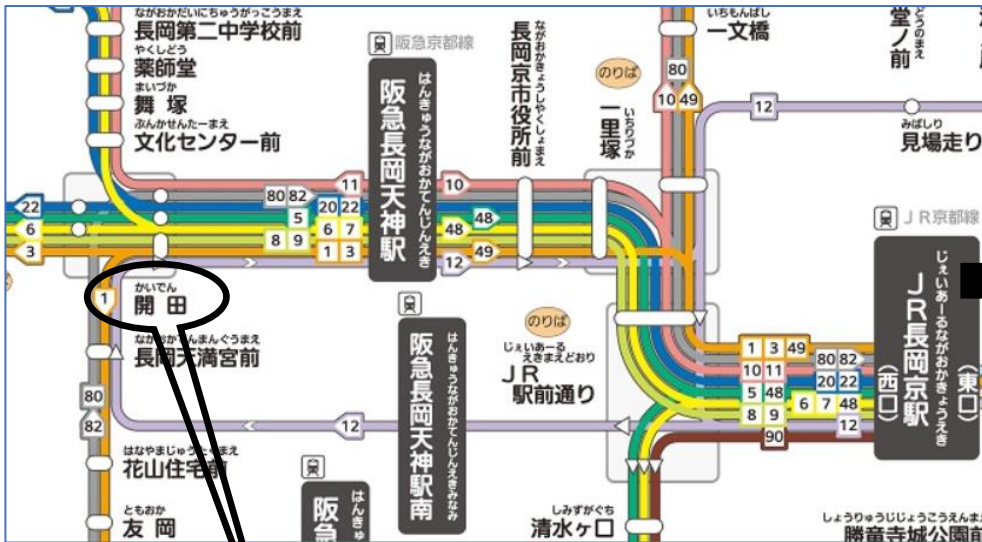 ながおかだいにちゅうがっこうまえ
長岡第二中学校前
やくしどう
薬師堂
まいづか
舞塚
ぶんかせんたーまえ
文化センター前
阪急京都線
はんきゅうながおかてんじんえき
阪急長岡天神駅
ながおかきょうしやくしょまえ
長岡京市役所前
のりば
いちりづか
一里塚
いちもんばし
一文橋
どうのまえ
堂ノ前
80
10 49
12
みばしり
見場走り
22
6
3
11
10
80 82
20 22
5
6 7
8 9
1 3
48
48
49
12
1
かいでん
開田
長岡天満宮前
80
82
はなやまじゅうたくまえ
花山住宅前
ともおか
友岡
はんきゅうながおかてんじんえきみなみ
阪急長岡天神駅南
12
はん
阪急
のりば
じぇいあーる
えきまえどおり
JR
駅前通り
JR京都線
じぇいあーるながおかきょうえき
JR長岡京駅
(西口)
(東口)
1 3 49
80 82
10 11
20 22
5 48
6 7 48
8 9
12
90
しみずがぐち
清水ヶ口
しょうりゅうじじょうこうえんま
勝竜寺城公園前